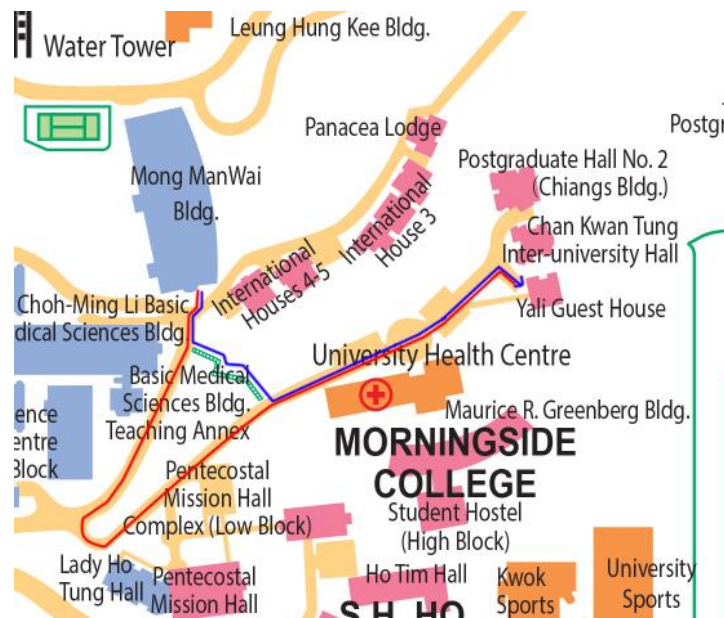 Leung Hung Kee Bldg.
Water Tower
Panacea Lodge
Postgr
Mong ManWai
Bldg.
Postgraduate Hall No. 2
(Chiangs Bldg.)
International
House 3
Chan Kwan Tung
Inter-university Hall
International
Houses 4-5
Choh-Ming Li Basic
dical Sciences Bldg.
Yali Guest House
University Health Centre
Basic Medical
Sciences Bldg.
Teaching Annex
Maurice R. Greenberg Bldg.
ience
entre
Block
MORNINGSIDE
COLLEGE
Pentecostal
Mission Hall
Complex (Low Block)
Student Hostel
(High Block)
Lady Ho
Tung Hall
Pentecostal
Mission Hall
Ho Tim Hall
Kwok
Sports
University
Sports
S.H. HO